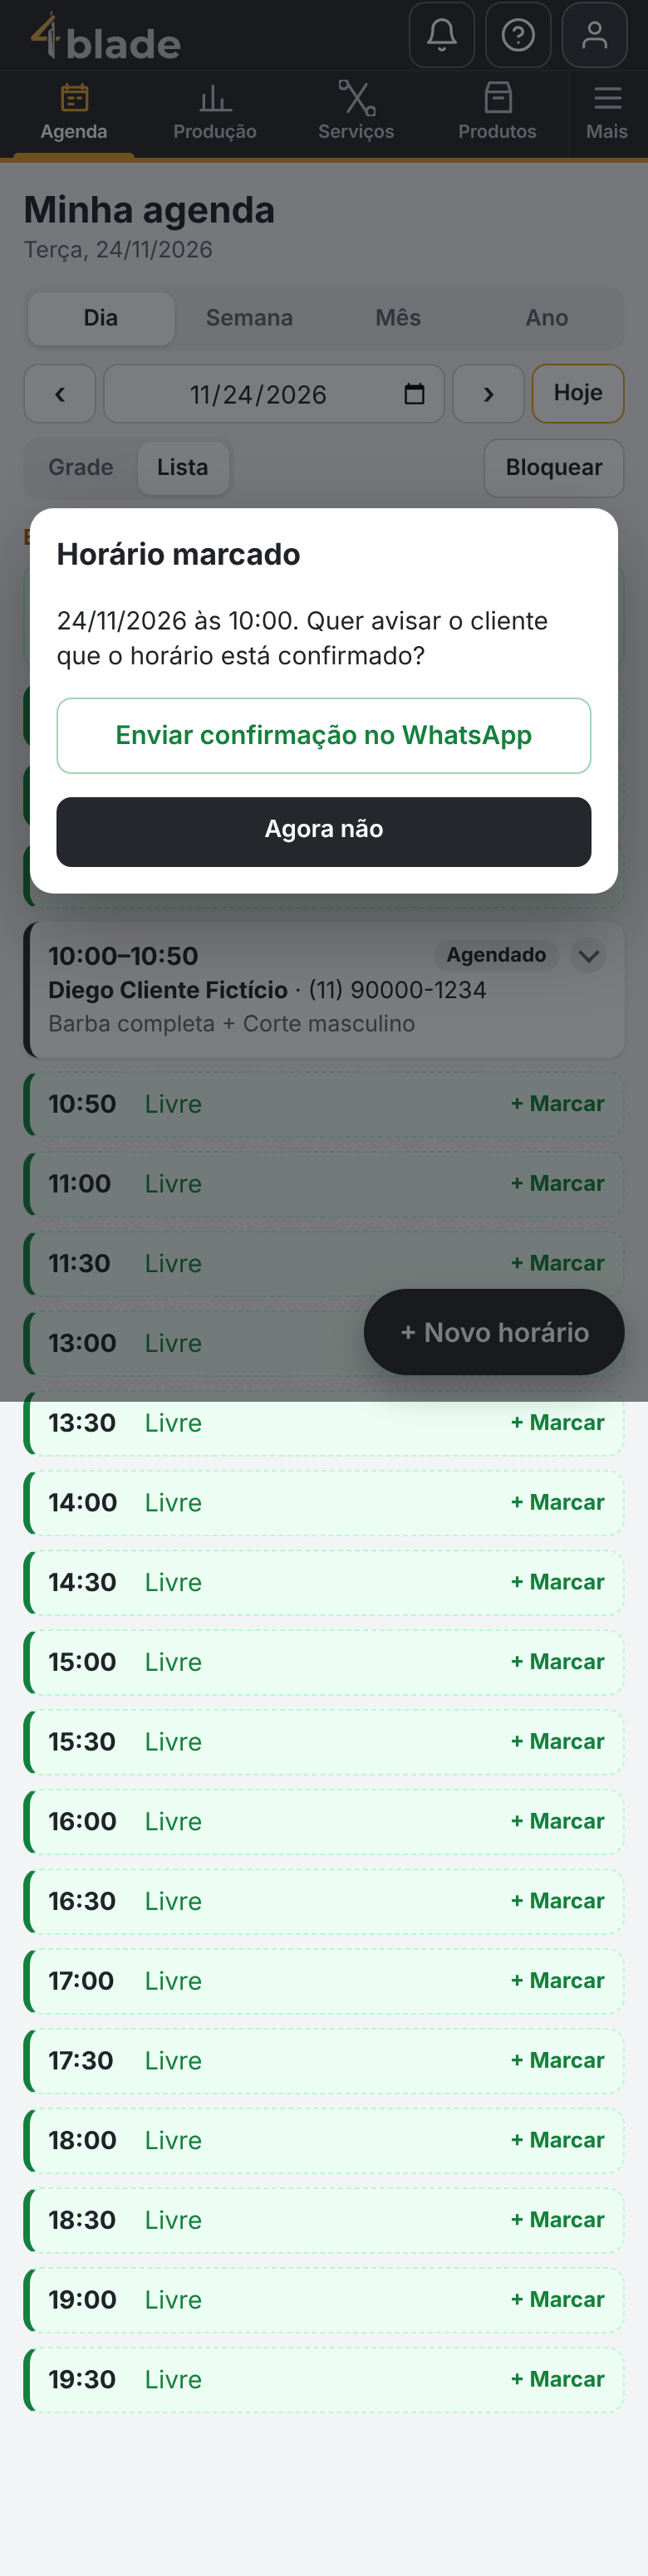 4blade
Agenda
Produção
Serviços
Produtos
Mais
Minha agenda
Terça, 24/11/2026
Dia
Semana
Mês
Ano
‹
11/24/2026
›
Hoje
Grade
Lista
Bloquear
Horário marcado
24/11/2026 às 10:00. Quer avisar o cliente
que o horário está confirmado?
Enviar confirmação no WhatsApp
Agora não
10:00–10:50
Agendado
Diego Cliente Fictício · (11) 90000-1234
Barba completa + Corte masculino
10:50 Livre + Marcar
11:00 Livre + Marcar
11:30 Livre + Marcar
13:00 Livre
+ Novo horário
13:30 Livre + Marcar
14:00 Livre + Marcar
14:30 Livre + Marcar
15:00 Livre + Marcar
15:30 Livre + Marcar
16:00 Livre + Marcar
16:30 Livre + Marcar
17:00 Livre + Marcar
17:30 Livre + Marcar
18:00 Livre + Marcar
18:30 Livre + Marcar
19:00 Livre + Marcar
19:30 Livre + Marcar